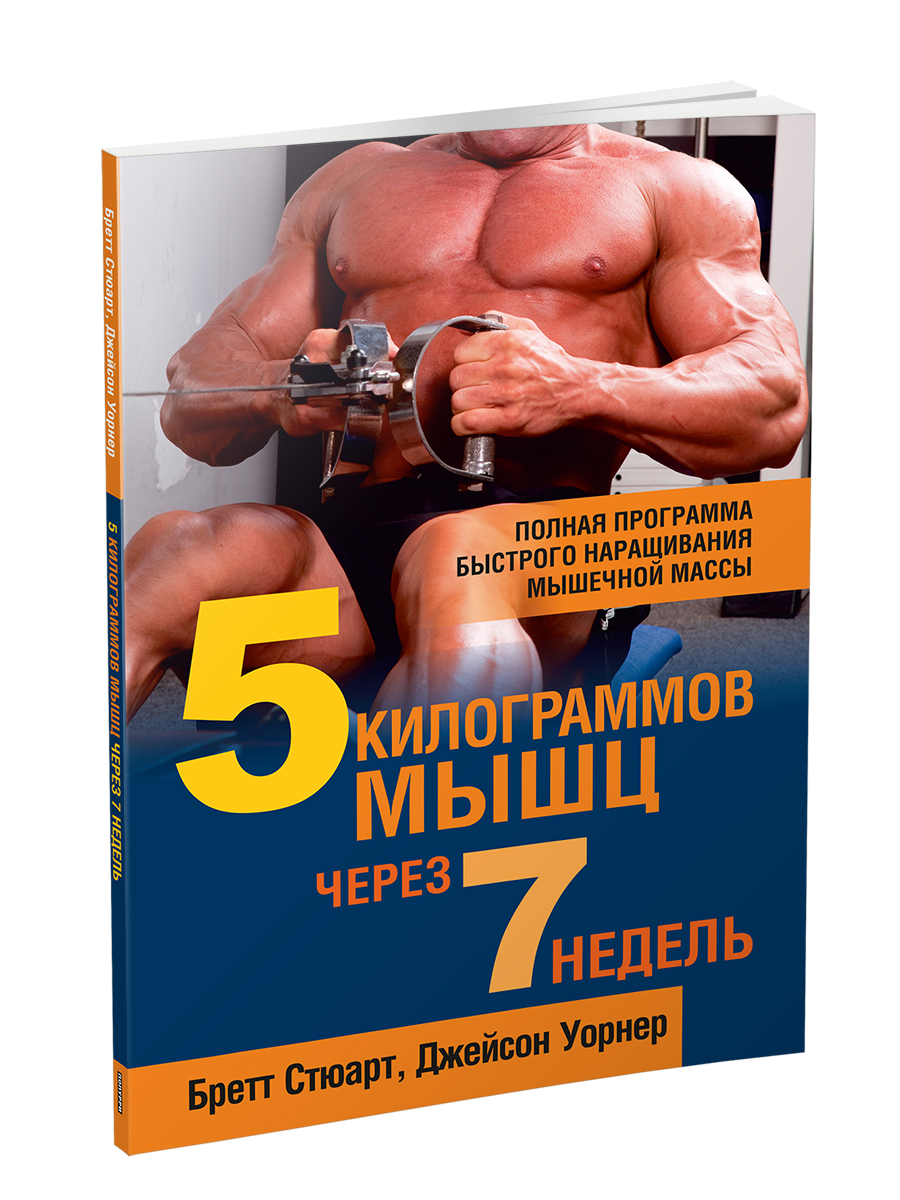 ПОЛНАЯ ПРОГРАММА
БЫСТРОГО НАРАЩИВАНИЯ
МЫШЕЧНОЙ МАССЫ
5 КИЛОГРАММОВ
МЫШЦ
ЧЕРЕЗ 7 НЕДЕЛЬ
Бретт Стюарт, Джейсон Уорнер
Бретт Стюарт, Джейсон Уорнер
5 КИЛОГРАММОВ МЫШЦ ЧЕРЕЗ 7 НЕДЕЛЬ
ПОПУРРИ